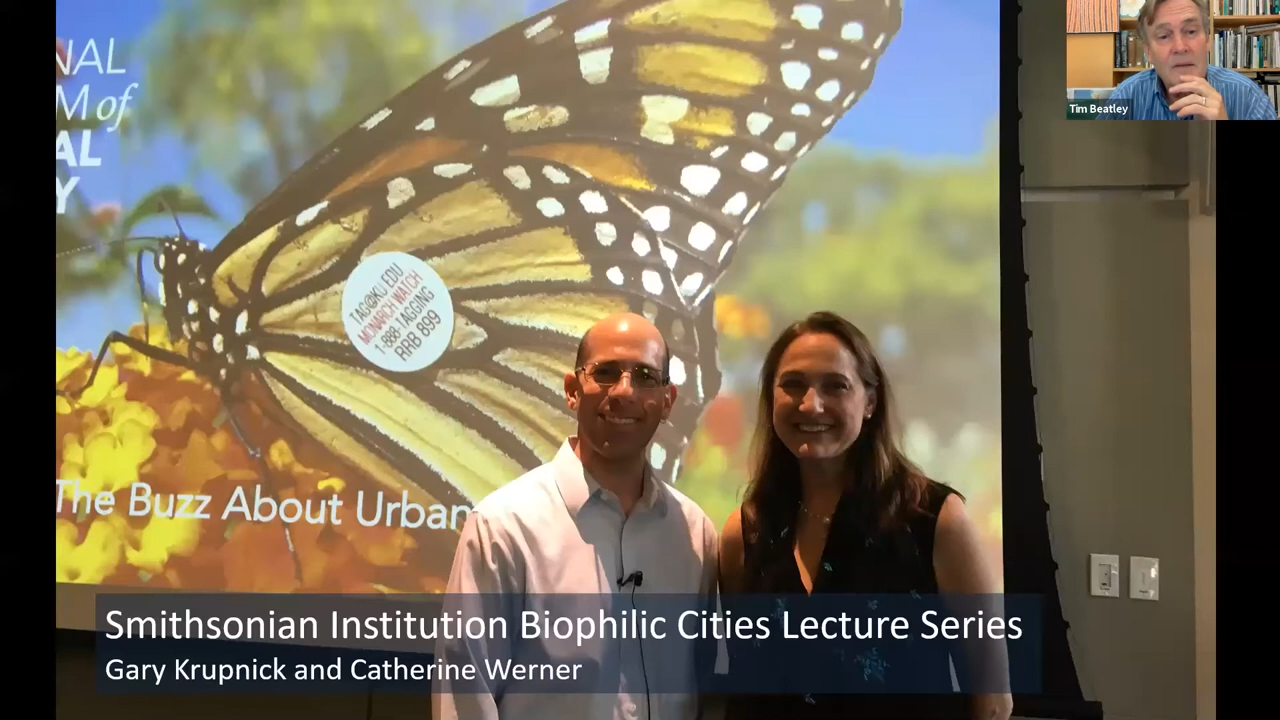 NAL
M of
AL
Y
TAG@KU.EDU
MONARCH WATCH
1-888-TAGGING
RRB 899
The Buzz About Urban
Tim Beatley
Smithsonian Institution Biophilic Cities Lecture Series
Gary Krupnick and Catherine Werner